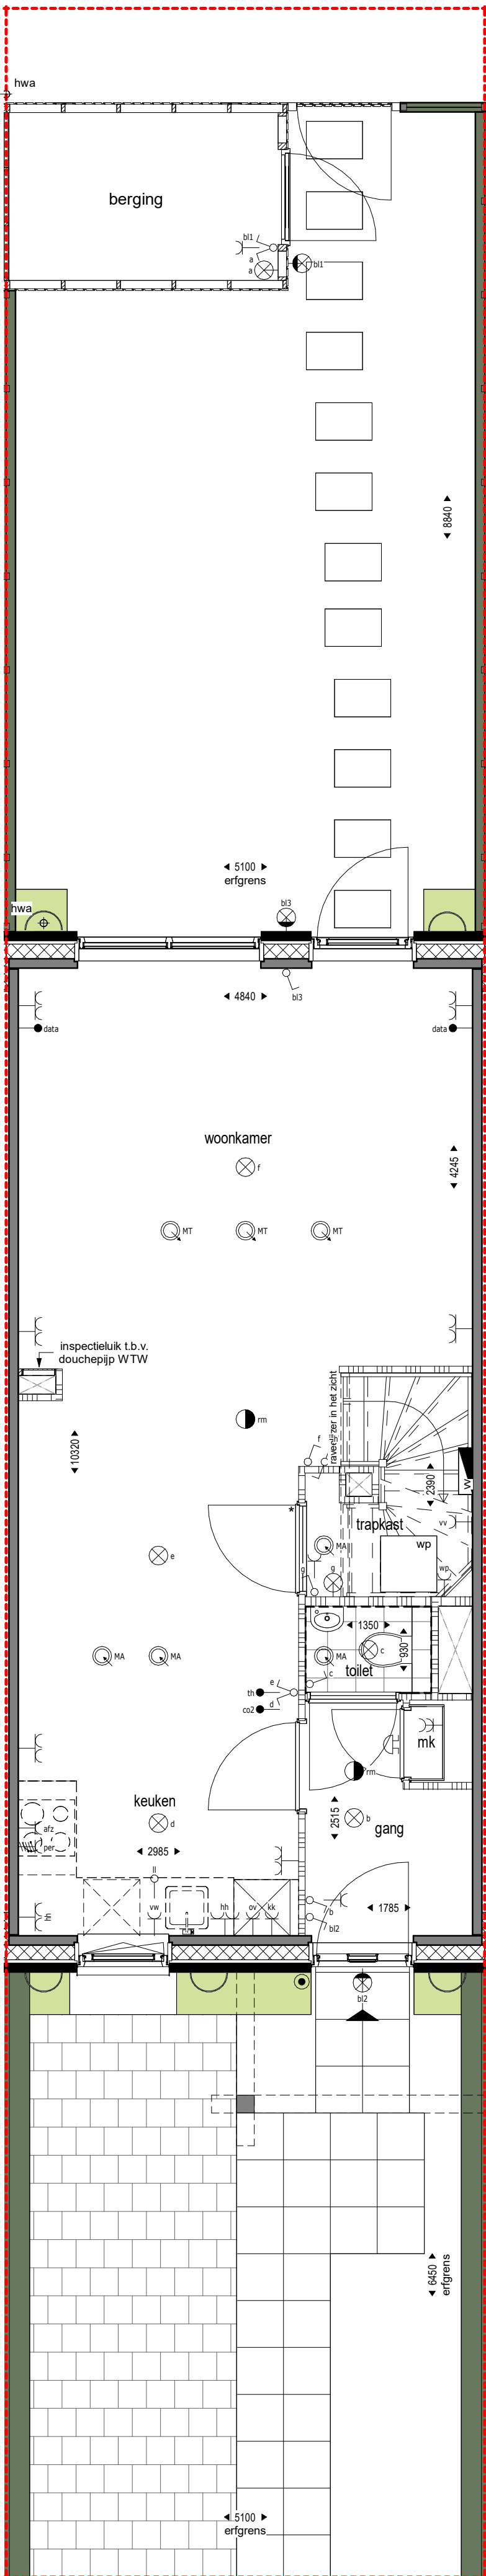 hwa
berging
bl1
a
a
bl1
8840
5100
erfgrens
hwa
bl3
4840
bl3
data
data
woonkamer
4245
f
MT
MT
MT
inspectieluik t.b.v.
douchepijp WTW
raveelijzer in het zicht
rm
f
10320
2390
*
trapkast
vv
wp
wp
MA
e
g
g
1350
930
c
MA
MA
MA
toilet
c
e
th
d
co2
mk
rm
keuken
b
gang
d
2515
afz
per
2985
ll
hh
vw
hh
ov
kk
b
bl2
1785
bl2
6450
erfgrens
5100
erfgrens